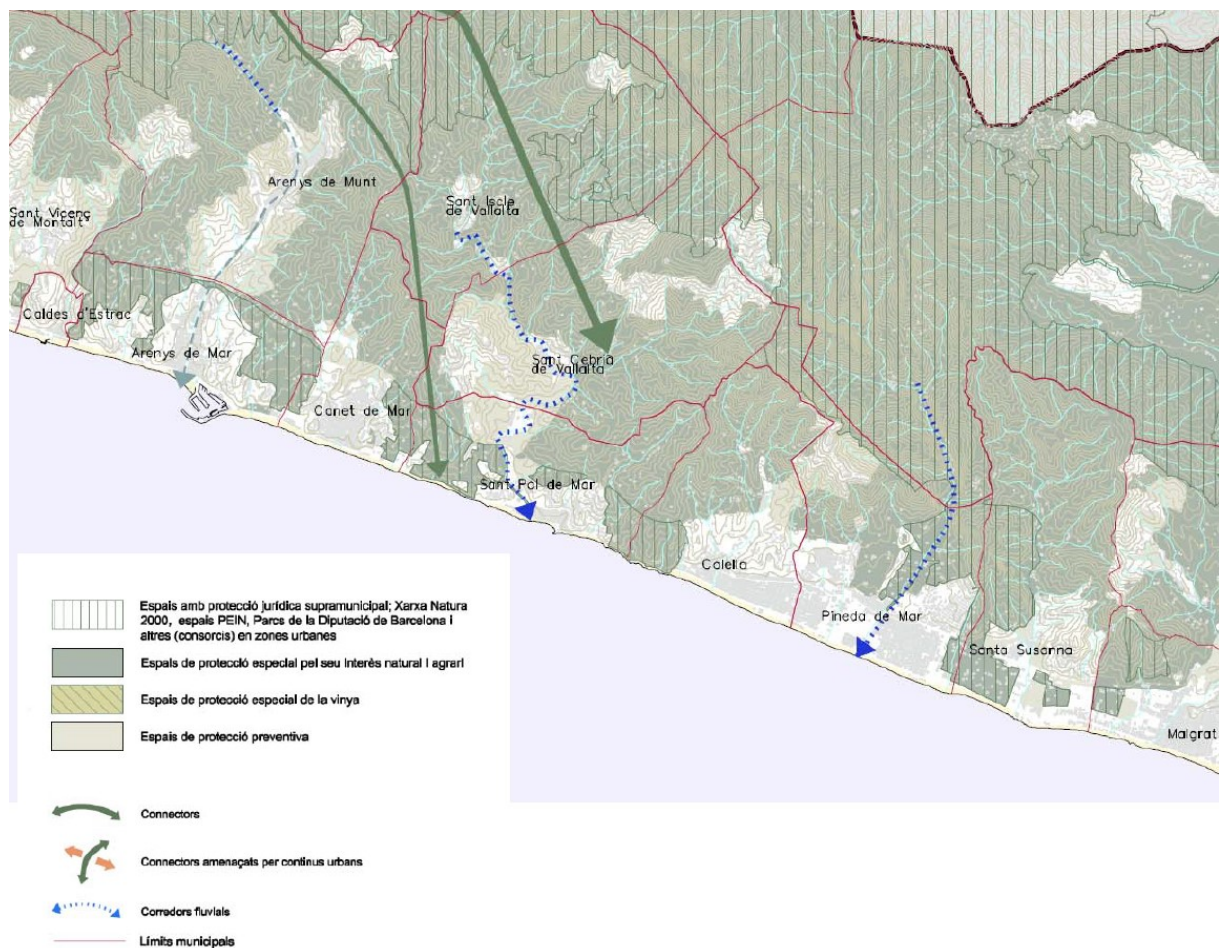 Arenys de Munt
Sant Iscle
de Vallalta
Sant Vicenç
de Montalt
Caldes d'Estrac
Arenys de Mar
Sant Cebrià
de Vallalta
Canet de Mar
Sant Pol de Mar
Calella
Pineda de Mar
Santa Susanna
Malgrat
Espais amb protecció jurídica supramunicipal; Xarxa Natura
2000, espais PEIN, Parcs de la Diputació de Barcelona i
altres (consorcis) en zones urbanes
Espais de protecció especial pel seu interès natural i agrari
Espais de protecció especial de la vinya
Espais de protecció preventiva
Connectors
Connectors amenaçats per continus urbans
Corredors fluvials
Límits municipals